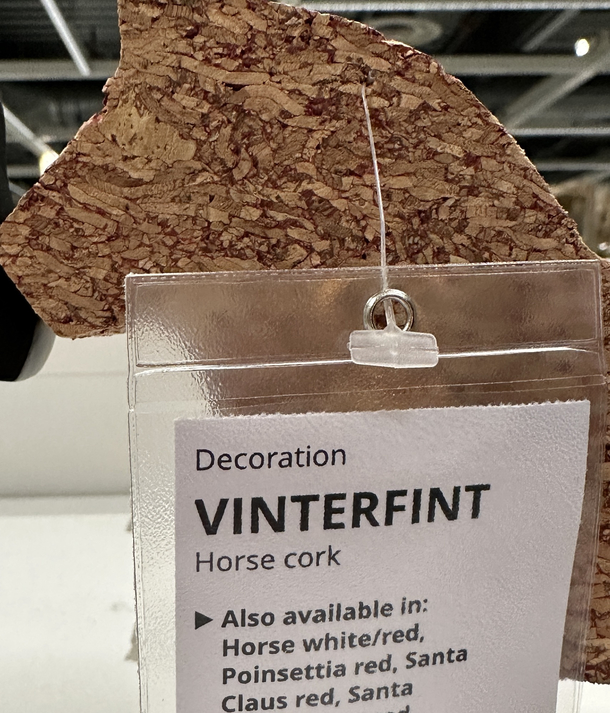 Decoration
VINTERFINT
Horse cork
▶ Also available in:
Horse white/red,
Poinsettia red, Santa
Claus red, Santa